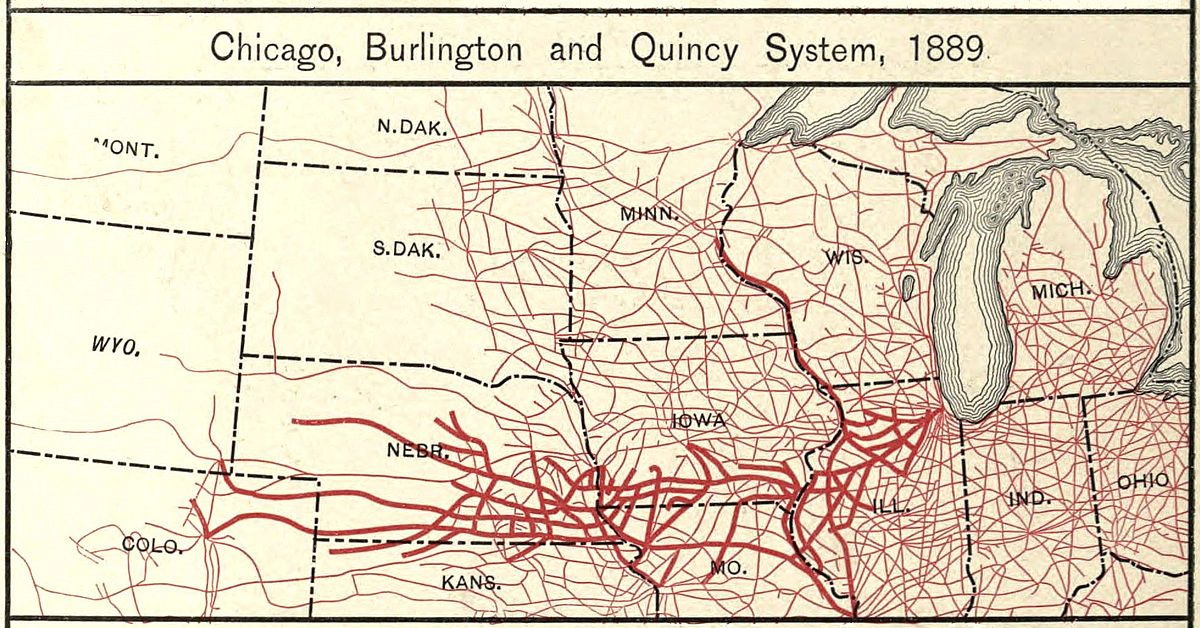 Chicago, Burlington and Quincy System, 1889.
N.DAK.
MONT.
MINN.
S.DAK.
WIS.
MICH.
WYO.
IOWA
NEBR.
OHIO
ILL.
IND.
COLO.
MO.
KANS.